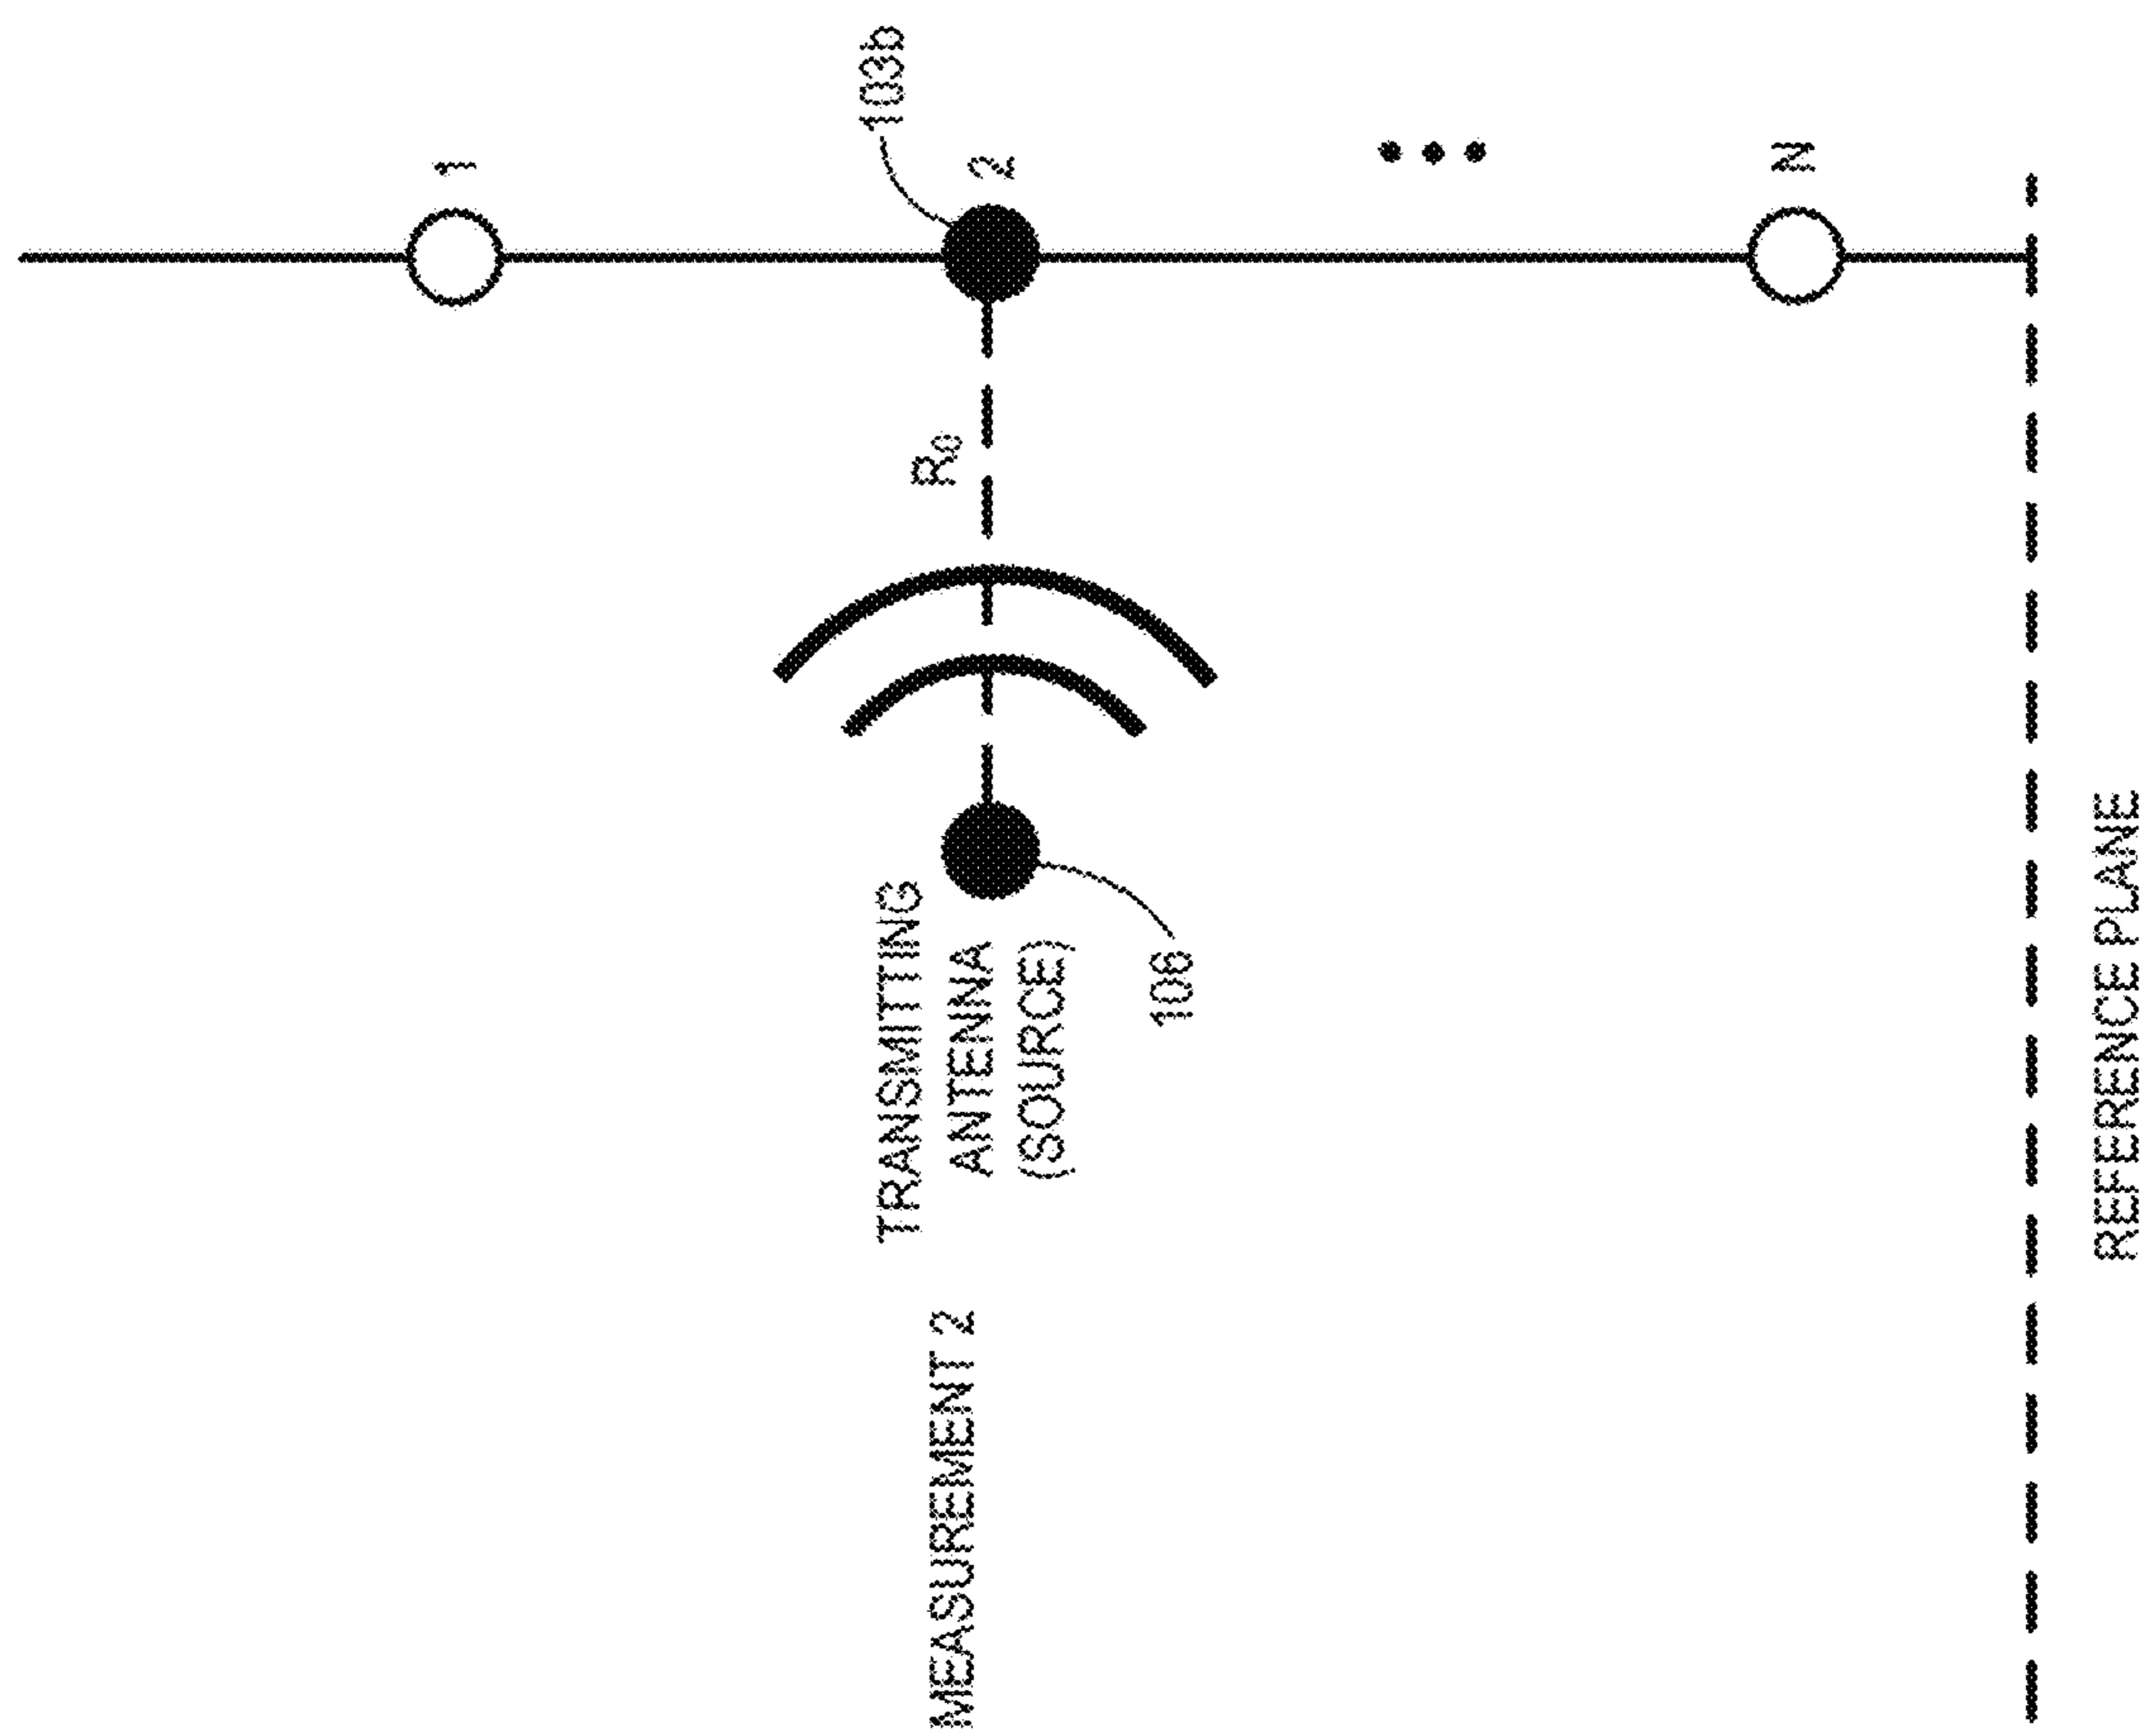 MEASUREMENT 2
TRANSMITTING
ANTENNA
(SOURCE)
106
R₀
103b
1
2
N
REFERENCE PLANE